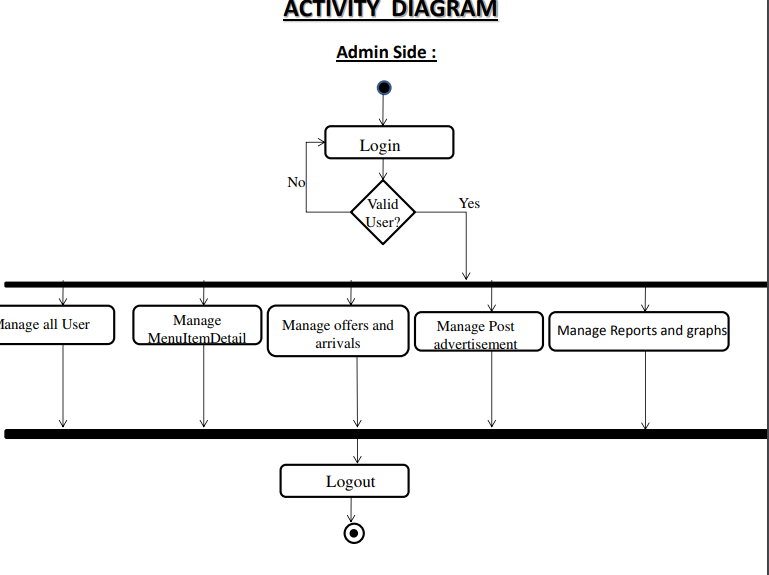 ACTIVITY DIAGRAM
Admin Side :
Login
No
Valid
User?
Yes
Manage all User
Manage
MenuItemDetail
Manage offers and
arrivals
Manage Post
advertisement
Manage Reports and graphs
Logout